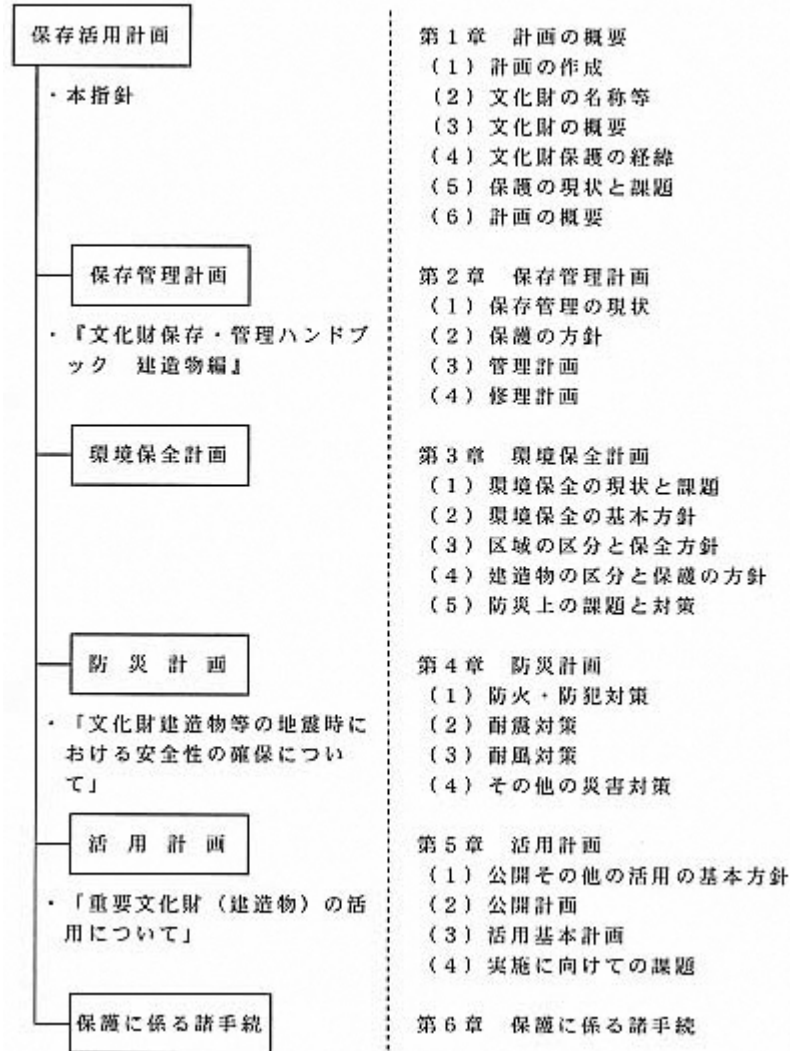 保存活用計画
・本指針
保存管理計画
・『文化財保存・管理ハンドブ
ック 建造物編』
環境保全計画
防災計画
・「文化財建造物等の地震時に
おける安全性の確保につい
て」
活用計画
・「重要文化財（建造物）の活
用について」
保護に係る諸手続
第１章 計画の概要
（１）計画の作成
（２）文化財の名称等
（３）文化財の概要
（４）文化財保護の経緯
（５）保護の現状と課題
（６）計画の概要
第２章 保存管理計画
（１）保存管理の現状
（２）保護の方針
（３）管理計画
（４）修理計画
第３章 環境保全計画
（１）環境保全の現状と課題
（２）環境保全の基本方針
（３）区域の区分と保全方針
（４）建造物の区分と保護の方針
（５）防災上の課題と対策
第４章 防災計画
（１）防火・防犯対策
（２）耐震対策
（３）耐風対策
（４）その他の災害対策
第５章 活用計画
（１）公開その他の活用の基本方針
（２）公開計画
（３）活用基本計画
（４）実施に向けての課題
第６章 保護に係る諸手続